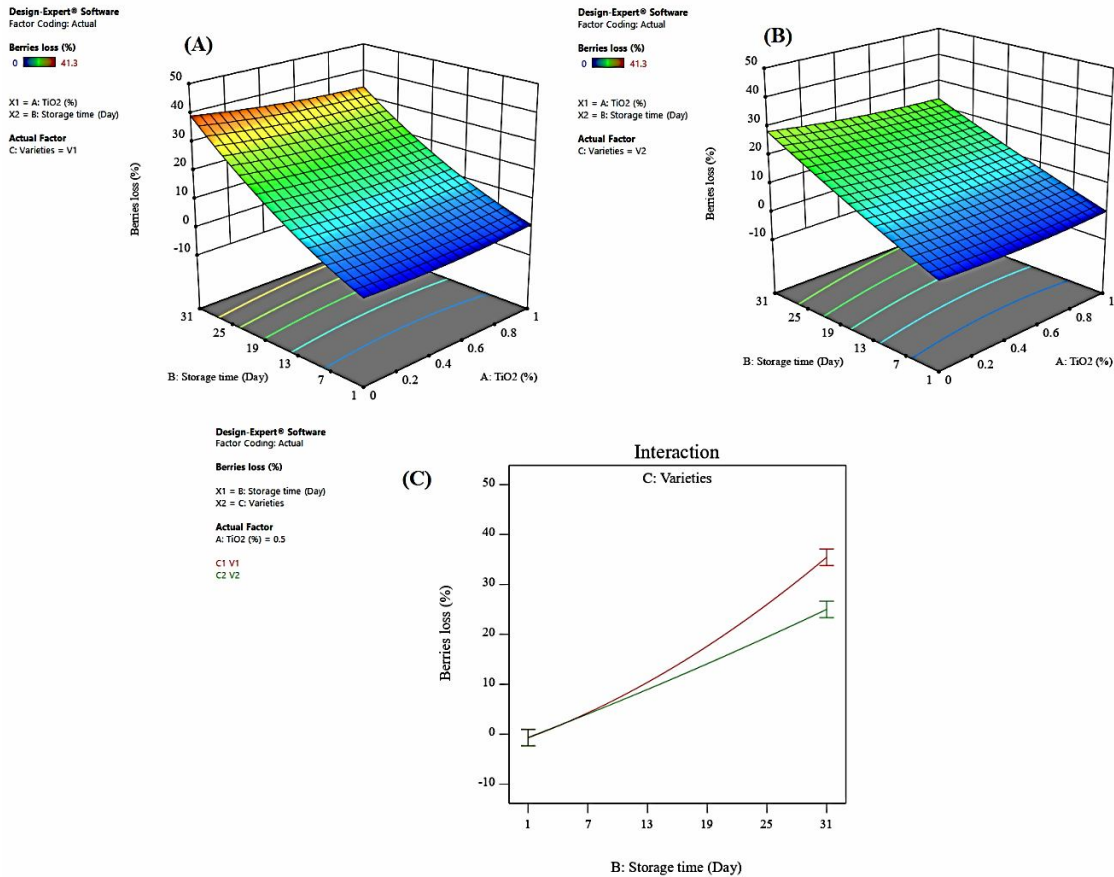 Design-Expert® Software
Factor Coding: Actual
Berries loss (%)
0 41.3
X1 = A: TiO2 (%)
X2 = B: Storage time (Day)
Actual Factor
C: Varieties = V1
(A)
50
40
30
20
10
0
-10
Berries loss (%)
31
25
19
13
7
1
B: Storage time (Day)
0
0.2
0.4
0.6
0.8
1
A: TiO2 (%)
Design-Expert® Software
Factor Coding: Actual
Berries loss (%)
0 41.3
X1 = A: TiO2 (%)
X2 = B: Storage time (Day)
Actual Factor
C: Varieties = V2
(B)
50
40
30
20
10
0
-10
Berries loss (%)
31
25
19
13
7
1
B: Storage time (Day)
0
0.2
0.4
0.6
0.8
1
A: TiO2 (%)
Design-Expert® Software
Factor Coding: Actual
Berries loss (%)
X1 = B: Storage time (Day)
X2 = C: Varieties
Actual Factor
A: TiO2 (%) = 0.5
C1 V1
C2 V2
(C)
Interaction
C: Varieties
50
40
30
20
10
0
-10
Berries loss (%)
1 7 13 19 25 31
B: Storage time (Day)